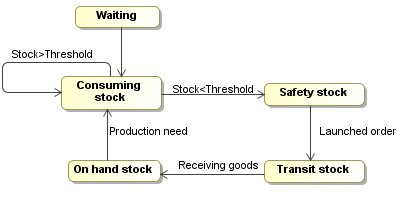 Waiting
Stock>Threshold
Consuming
stock
Stock<Threshold
Safety stock
Production need
Launched order
On hand stock
Receiving goods
Transit stock